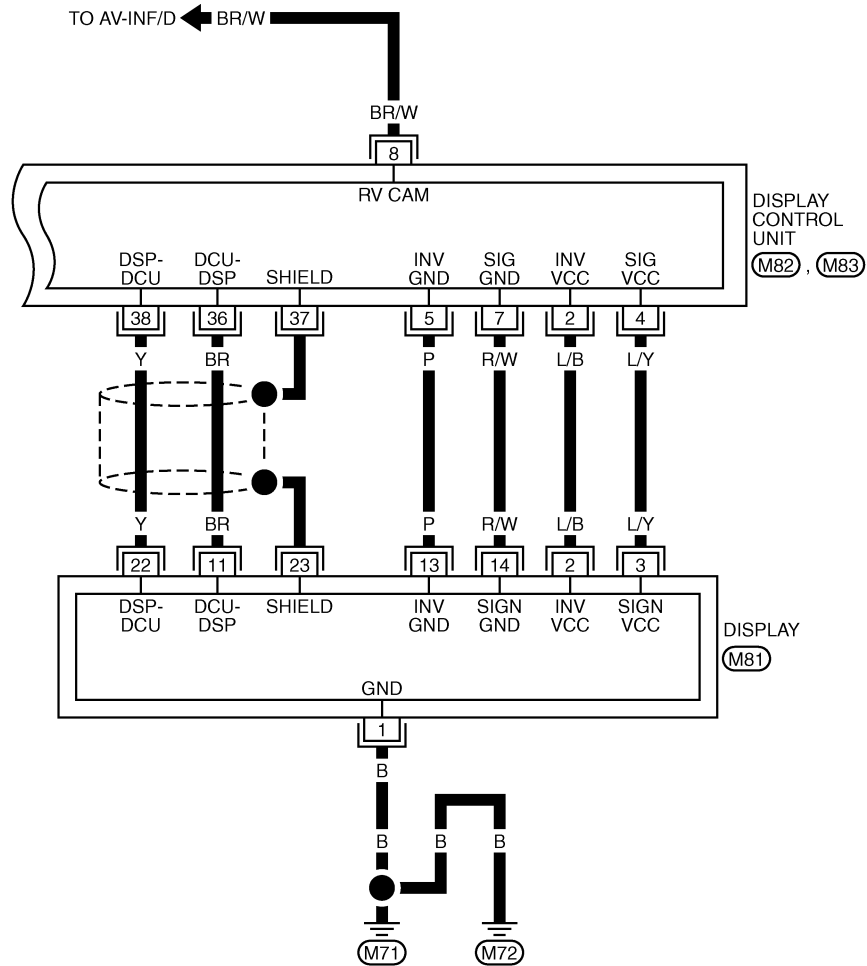 TO AV-INF/D BR/W
BR/W
8
RV CAM
DISPLAY
CONTROL
UNIT
M82 , M83
DSP- DCU- INV SIG INV SIG
DCU DSP SHIELD GND GND VCC VCC
38 36 37 5 7 2 4
Y BR P R/W L/B L/Y
Y BR P R/W L/B L/Y
22 11 23 13 14 2 3
DSP- DCU- SHIELD INV SIGN INV SIGN
DCU DSP GND GND VCC VCC
DISPLAY
M81
GND
1
B
B B B
M71 M72